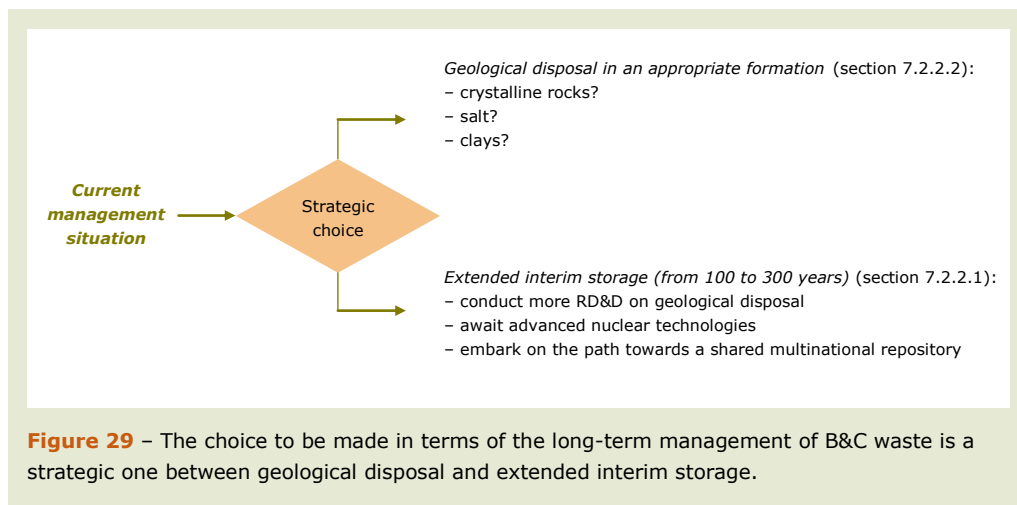 Geological disposal in an appropriate formation (section 7.2.2.2):
– crystalline rocks?
– salt?
– clays?
Current
management
situation
Strategic
choice
Extended interim storage (from 100 to 300 years) (section 7.2.2.1):
– conduct more RD&D on geological disposal
– await advanced nuclear technologies
– embark on the path towards a shared multinational repository
Figure 29 – The choice to be made in terms of the long-term management of B&C waste is a
strategic one between geological disposal and extended interim storage.